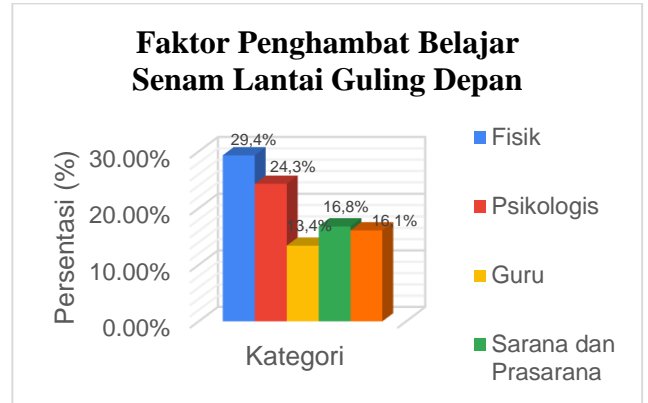 Faktor Penghambat Belajar
Senam Lantai Guling Depan
Persentasi (%)
30.00%
20.00%
10.00%
0.00%
29,4%
24,3%
13,4%
16,8%
16,1%
Kategori
Fisik
Psikologis
Guru
Sarana dan
Prasarana